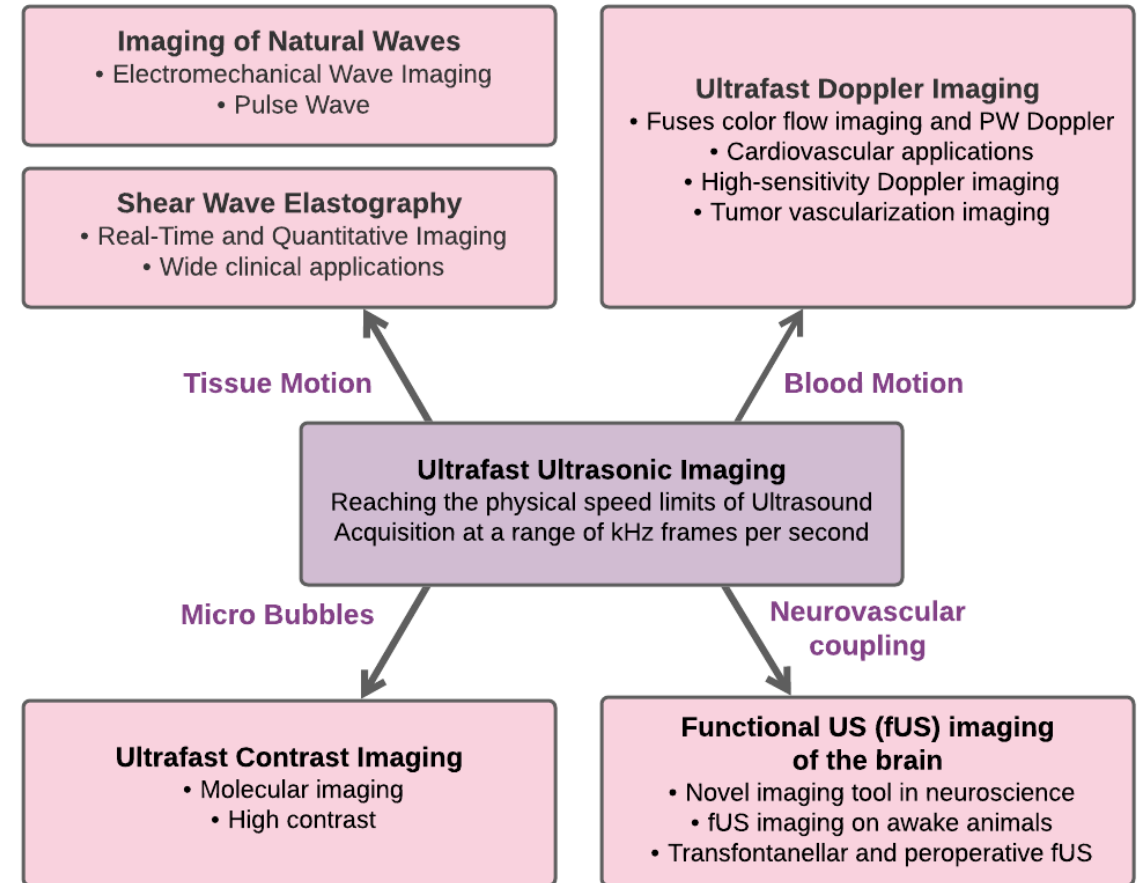 Imaging of Natural Waves
• Electromechanical Wave Imaging
• Pulse Wave
Shear Wave Elastography
• Real-Time and Quantitative Imaging
• Wide clinical applications
Ultrafast Doppler Imaging
• Fuses color flow imaging and PW Doppler
• Cardiovascular applications
• High-sensitivity Doppler imaging
• Tumor vascularization imaging
Tissue Motion
Blood Motion
Ultrafast Ultrasonic Imaging
Reaching the physical speed limits of Ultrasound
Acquisition at a range of kHz frames per second
Micro Bubbles
Neurovascular
coupling
Ultrafast Contrast Imaging
• Molecular imaging
• High contrast
Functional US (fUS) imaging
of the brain
• Novel imaging tool in neuroscience
• fUS imaging on awake animals
• Transfontanellar and peroperative fUS